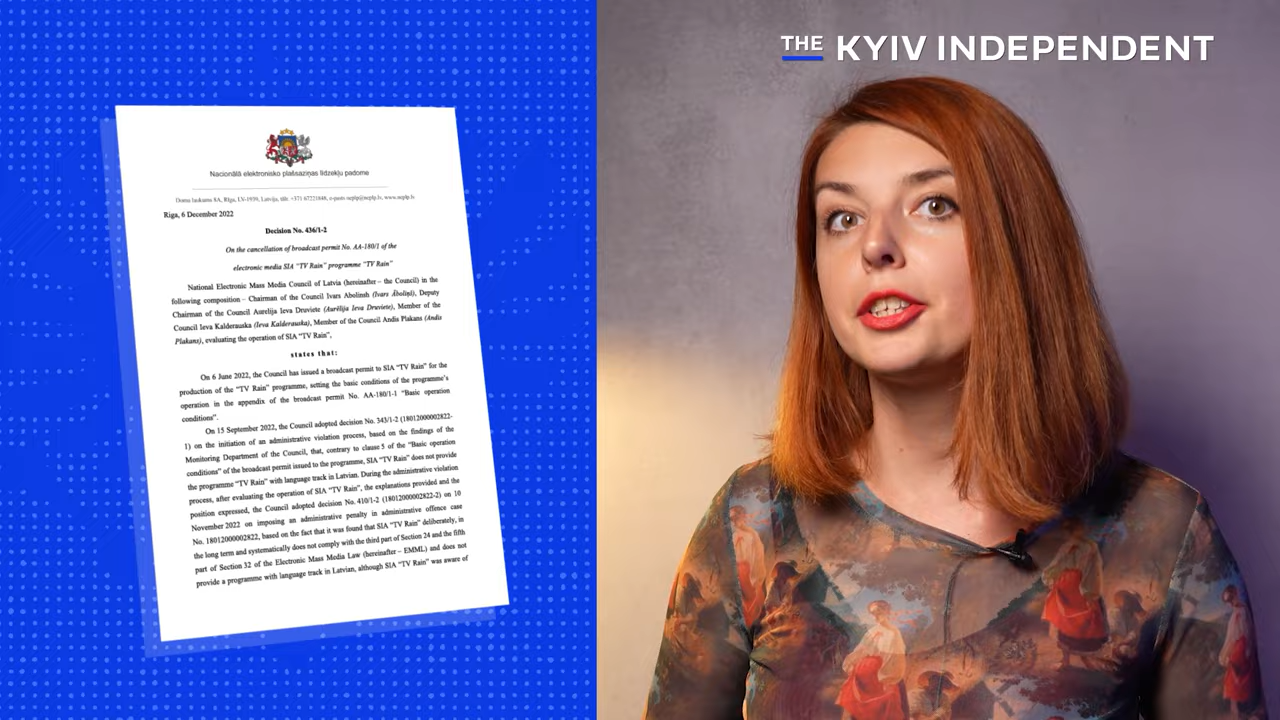 THE KYIV INDEPENDENT
Nacionālā elektronisko plašsaziņas līdzekļu padome
Doma laukums 8A, Rīga, LV-1939, Latvija, tālr. +371 67221848, e-pasts neplp@neplp.lv, www.neplp.lv
Riga, 6 December 2022
Decision No. 436/1-2
On the cancellation of broadcast permit No. AA-180/1 of the
electronic media SIA “TV Rain” programme “TV Rain”
National Electronic Mass Media Council of Latvia (hereinafter – the Council) in the
following composition – Chairman of the Council Ivars Abolinsh (Ivars Āboliņš), Deputy
Chairman of the Council Aurelija Ieva Druviete (Aurēlija Ieva Druviete), Member of the
Council Ieva Kalderauska (Ieva Kalderauska), Member of the Council Andis Plakans (Andis
Plakans), evaluating the operation of SIA “TV Rain”,
states that:
On 6 June 2022, the Council has issued a broadcast permit to SIA “TV Rain” for the
production of the “TV Rain” programme, setting the basic conditions of the programme’s
operation in the appendix of the broadcast permit No. AA-180/1-1 “Basic operation
conditions”.
On 15 September 2022, the Council adopted decision No. 343/1-2 (18012000002822-
1) on the initiation of an administrative violation process, based on the findings of the
Monitoring Department of the Council, that, contrary to clause 5 of the “Basic operation
conditions” of the broadcast permit issued to the programme, SIA “TV Rain” does not provide
the programme “TV Rain” with language track in Latvian. During the administrative violation
process, after evaluating the operation of SIA “TV Rain”, the explanations provided and the
position expressed, the Council adopted decision No. 410/1-2 (18012000002822-2) on 10
November 2022 on imposing an administrative penalty in administrative offence case
No. 18012000002822, based on the fact that it was found that SIA “TV Rain” deliberately, in
the long term and systematically does not comply with the third part of Section 24 and the fifth
part of Section 32 of the Electronic Mass Media Law (hereinafter – EMML) and does not
provide a programme with language track in Latvian, although SIA “TV Rain” was aware of